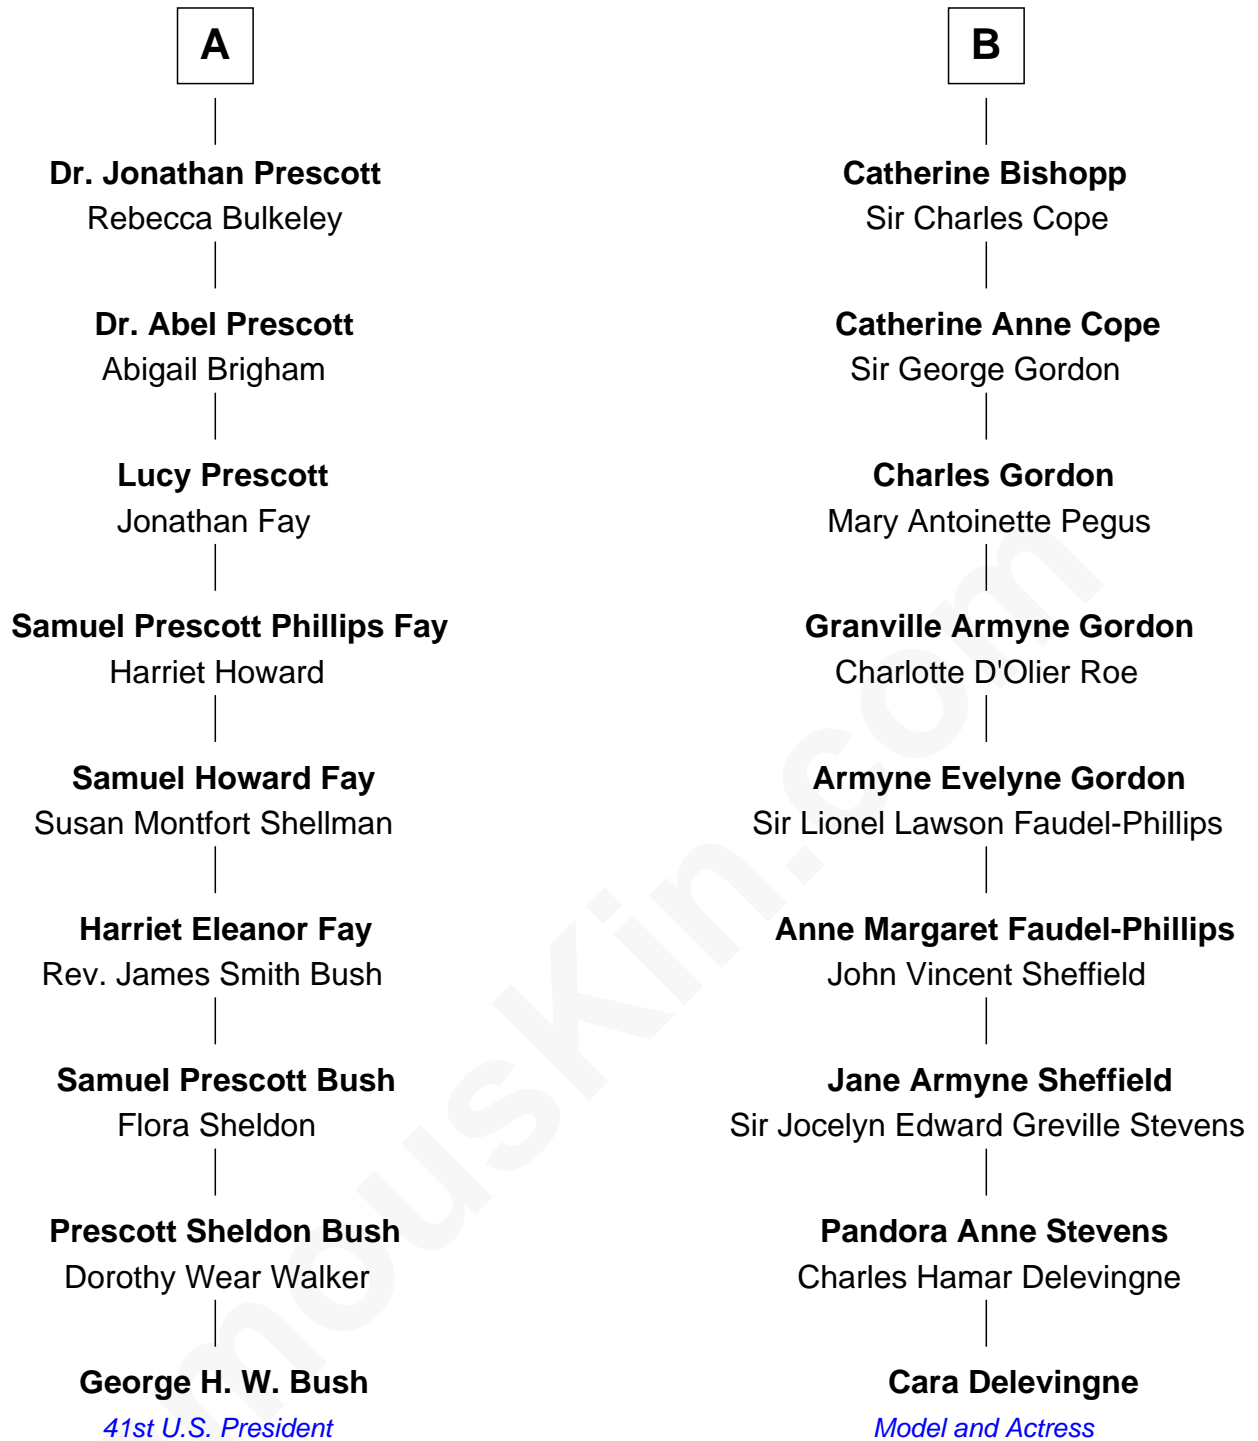 A
Dr. Jonathan Prescott
Rebecca Bulkeley
Dr. Abel Prescott
Abigail Brigham
Lucy Prescott
Jonathan Fay
Samuel Prescott Phillips Fay
Harriet Howard
Samuel Howard Fay
Susan Montfort Shellman
Harriet Eleanor Fay
Rev. James Smith Bush
Samuel Prescott Bush
Flora Sheldon
Prescott Sheldon Bush
Dorothy Wear Walker
George H. W. Bush
41st U.S. President
B
Catherine Bishopp
Sir Charles Cope
Catherine Anne Cope
Sir George Gordon
Charles Gordon
Mary Antoinette Pegus
Granville Armyne Gordon
Charlotte D'Olier Roe
Armyne Evelyne Gordon
Sir Lionel Lawson Faudel-Phillips
Anne Margaret Faudel-Phillips
John Vincent Sheffield
Jane Armyne Sheffield
Sir Jocelyn Edward Greville Stevens
Pandora Anne Stevens
Charles Hamar Delevingne
Cara Delevingne
Model and Actress
mousKin.com